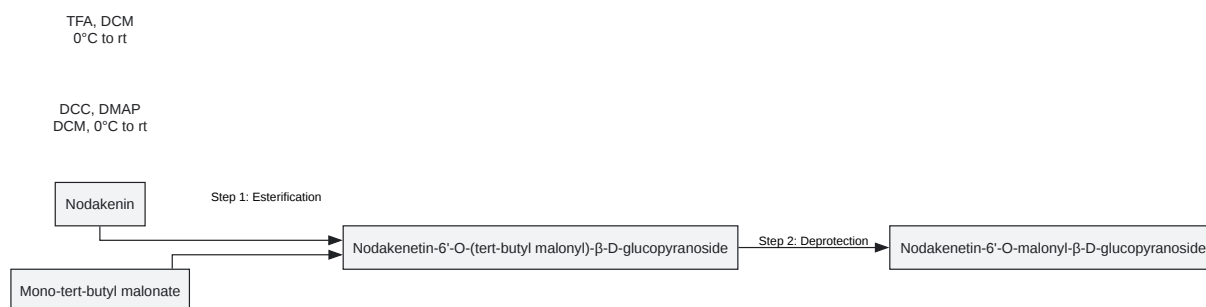 TFA, DCM
0°C to rt
DCC, DMAP
DCM, 0°C to rt
Nodakenin
Step 1: Esterification
Nodakenetin-6'-O-(tert-butyl malonyl)-β-D-glucopyranoside
Step 2: Deprotection
Nodakenetin-6'-O-malonyl-β-D-glucopyranoside
Mono-tert-butyl malonate